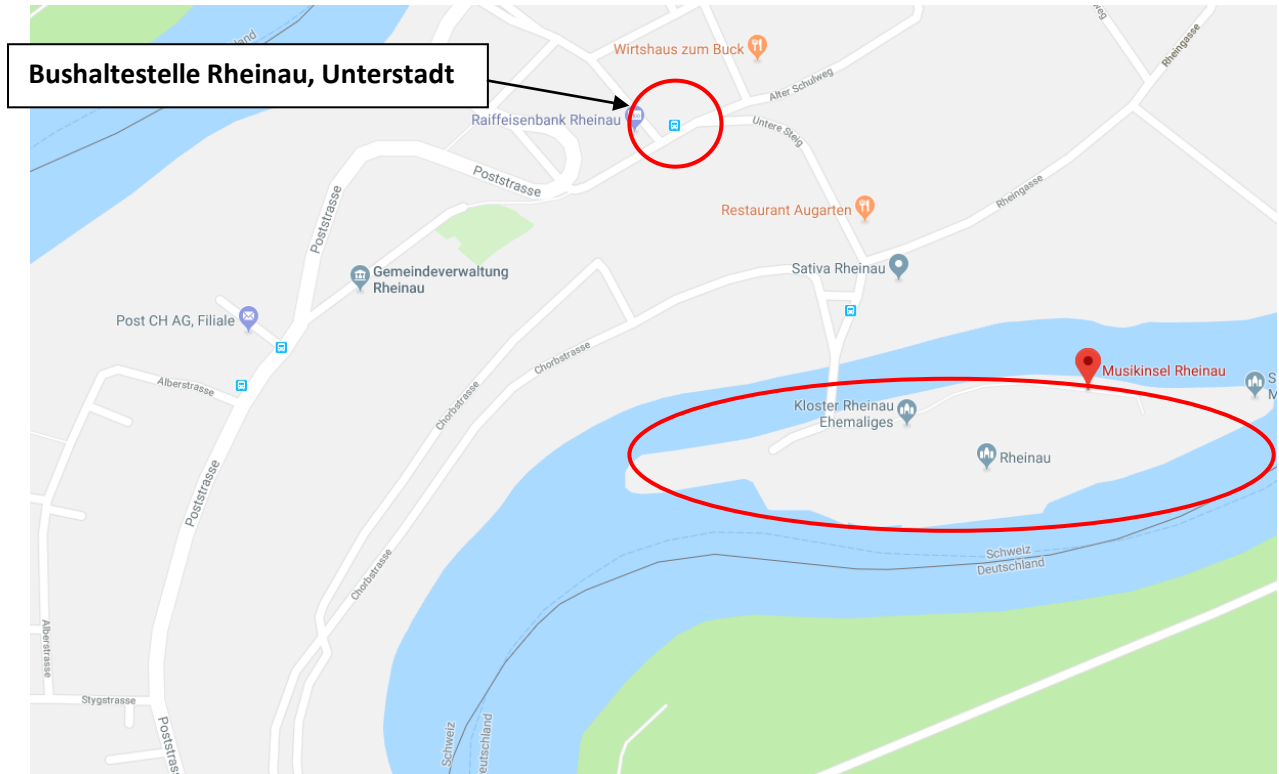 Bushaltestelle Rheinau, Unterstadt
Wirtshaus zum Buck
Alter Schulweg
Rheingasse
Raiffeisenbank Rheinau
Untere Steig
Poststrasse
Poststrasse
Rheingasse
Restaurant Augarten
Gemeindeverwaltung
Rheinau
Sativa Rheinau
Post CH AG, Filiale
Chorbstrasse
Alberstrasse
Musikinsel Rheinau
S
M
Chorbstrasse
Kloster Rheinau
Ehemaliges
Rheinau
Poststrasse
Schweiz
Deutschland
Chorbstrasse
Alberstrasse
Stygstrasse
Poststrasse
Schweiz